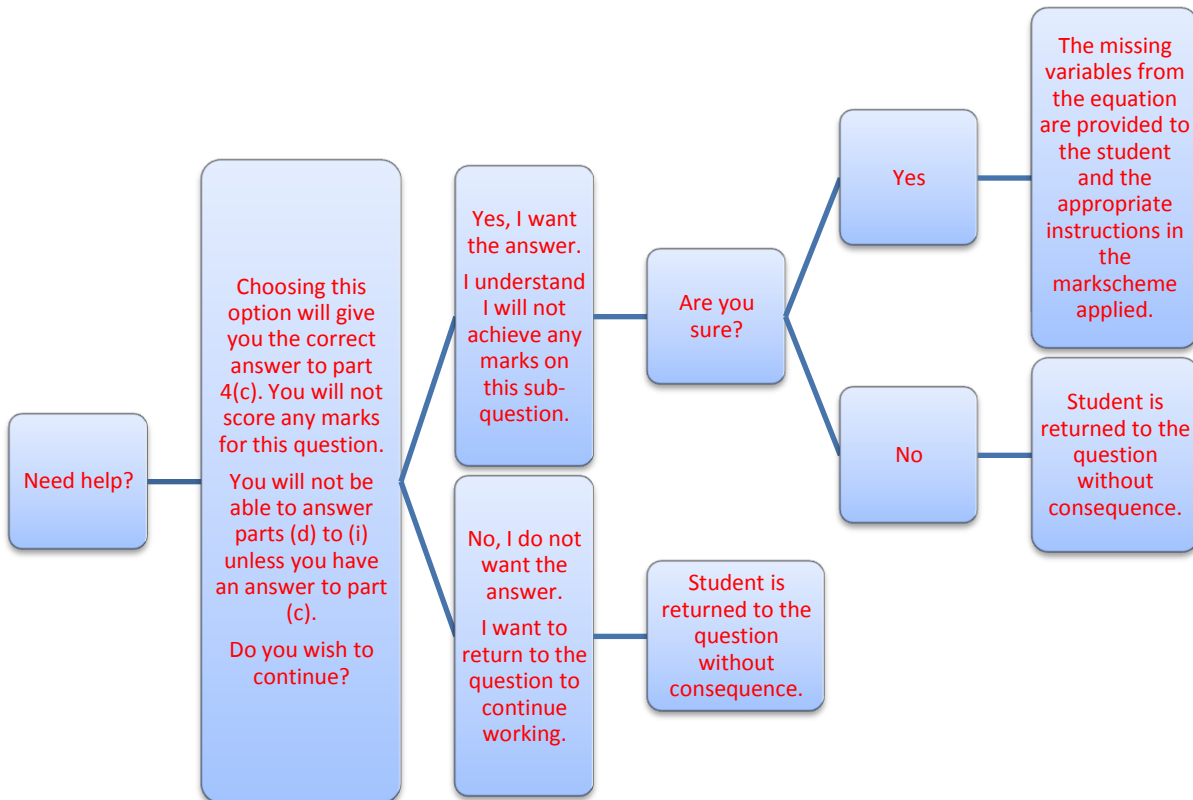 Need help?
Choosing this
option will give
you the correct
answer to part
4(c). You will not
score any marks
for this question.
You will not be
able to answer
parts (d) to (i)
unless you have
an answer to part
(c).
Do you wish to
continue?
Yes, I want
the answer.
I understand
I will not
achieve any
marks on
this sub-
question.
No, I do not
want the
answer.
I want to
return to the
question to
continue
working.
Are you
sure?
Student is
returned to the
question
without
consequence.
Yes
No
The missing
variables from
the equation
are provided to
the student
and the
appropriate
instructions in
the
markscheme
applied.
Student is
returned to the
question
without
consequence.